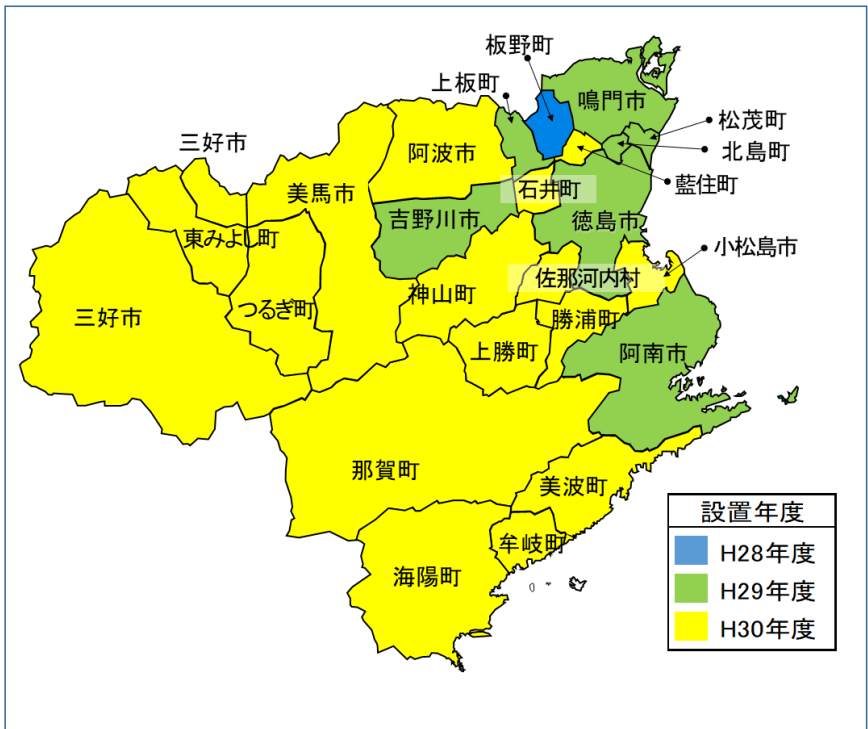 板野町
上板町
鳴門市
松茂町
北島町
藍住町
三好市
阿波市
美馬市
石井町
吉野川市
徳島市
東みよし町
小松島市
佐那河内村
神山町
つるぎ町
三好市
勝浦町
上勝町
阿南市
那賀町
美波町
牟岐町
海陽町
設置年度
H28年度
H29年度
H30年度